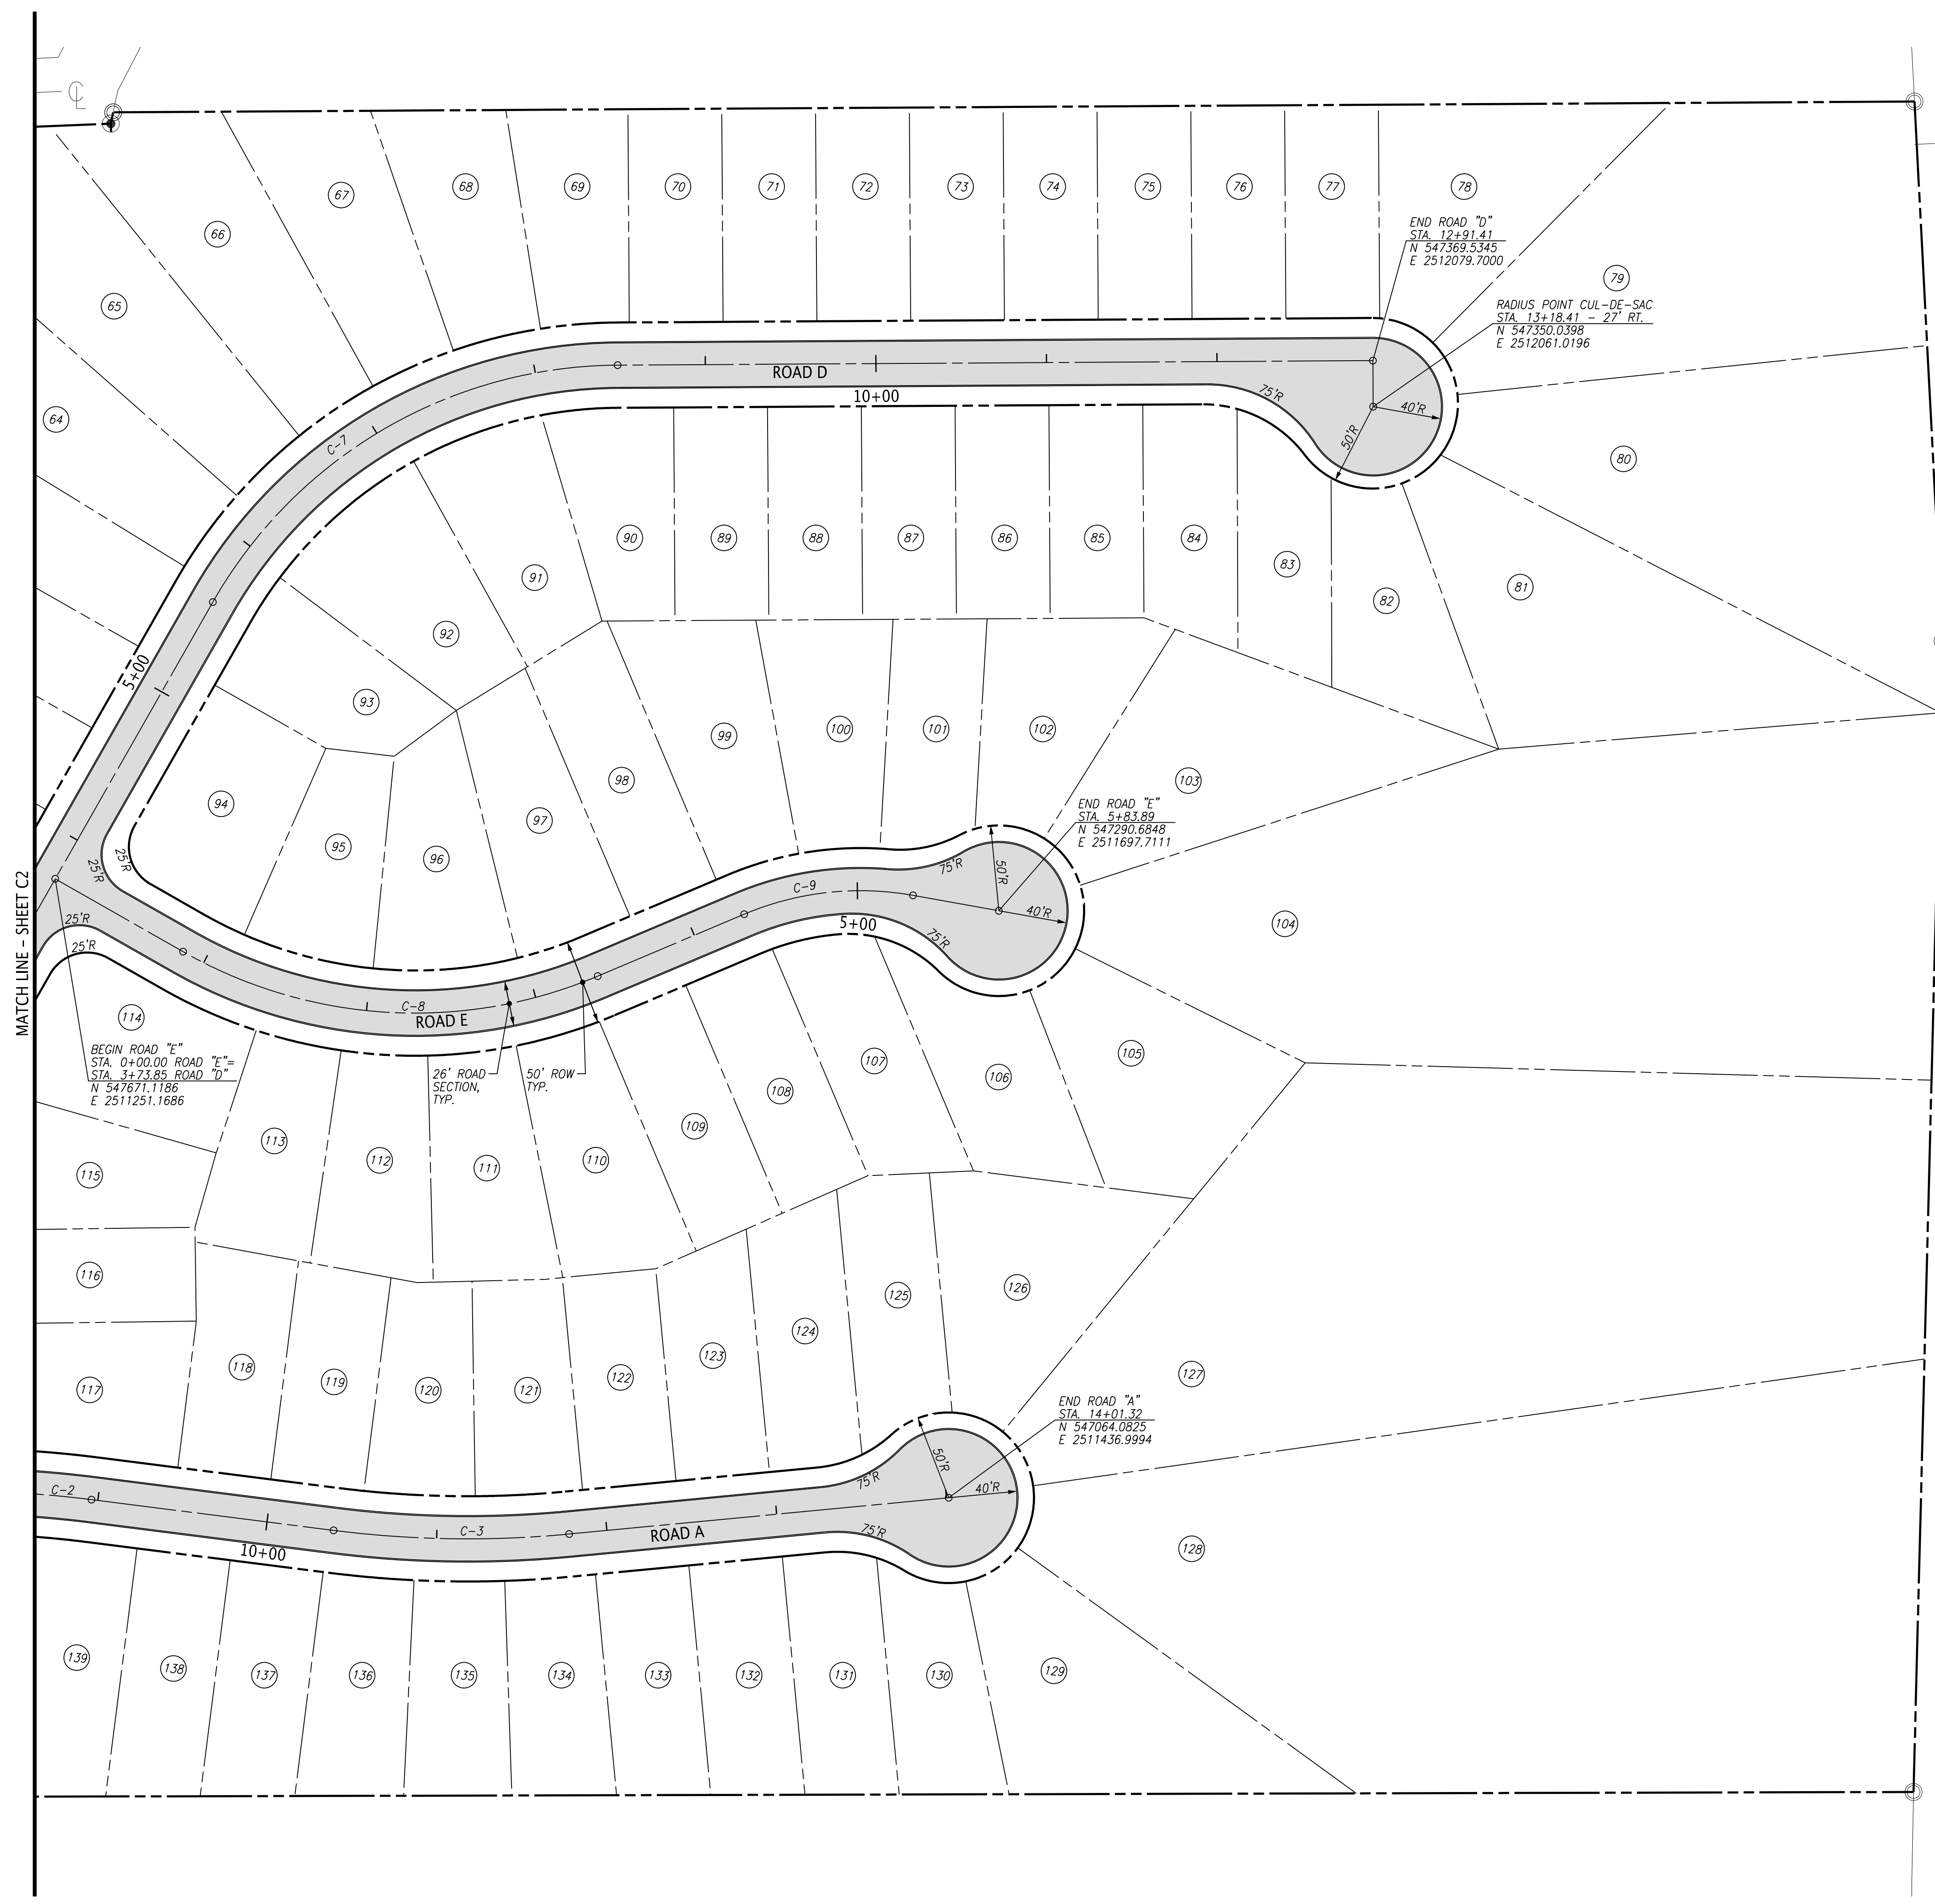 MATCH LINE - SHEET C2
CL
67
68
69
70
71
72
73
74
75
76
77
78
66
65
64
79
80
END ROAD "D"
STA. 12+91.41
N 547369.5345
E 2512079.7000
RADIUS POINT CUL-DE-SAC
STA. 13+18.41 - 27' RT.
N 547350.0398
E 2512061.0196
ROAD D
10+00
75'R
40'R
50'R
C-7
5+00
90
89
88
87
86
85
84
83
82
81
91
92
93
94
95
96
97
98
99
100
101
102
103
104
END ROAD "E"
STA. 5+83.89
N 547290.6848
E 2511697.7111
25'R
25'R
25'R
25'R
C-8
ROAD E
C-9
5+00
75'R
75'R
50'R
40'R
114
BEGIN ROAD "E"
STA. 0+00.00 ROAD "E"=
STA. 3+73.85 ROAD "D"
N 547671.1186
E 2511251.1686
26' ROAD
SECTION,
TYP.
50' ROW
TYP.
105
106
107
108
109
110
111
112
113
115
116
117
118
119
120
121
122
123
124
125
126
127
128
END ROAD "A"
STA. 14+01.32
N 547064.0825
E 2511436.9994
C-2
10+00
C-3
ROAD A
75'R
75'R
50'R
40'R
139
138
137
136
135
134
133
132
131
130
129